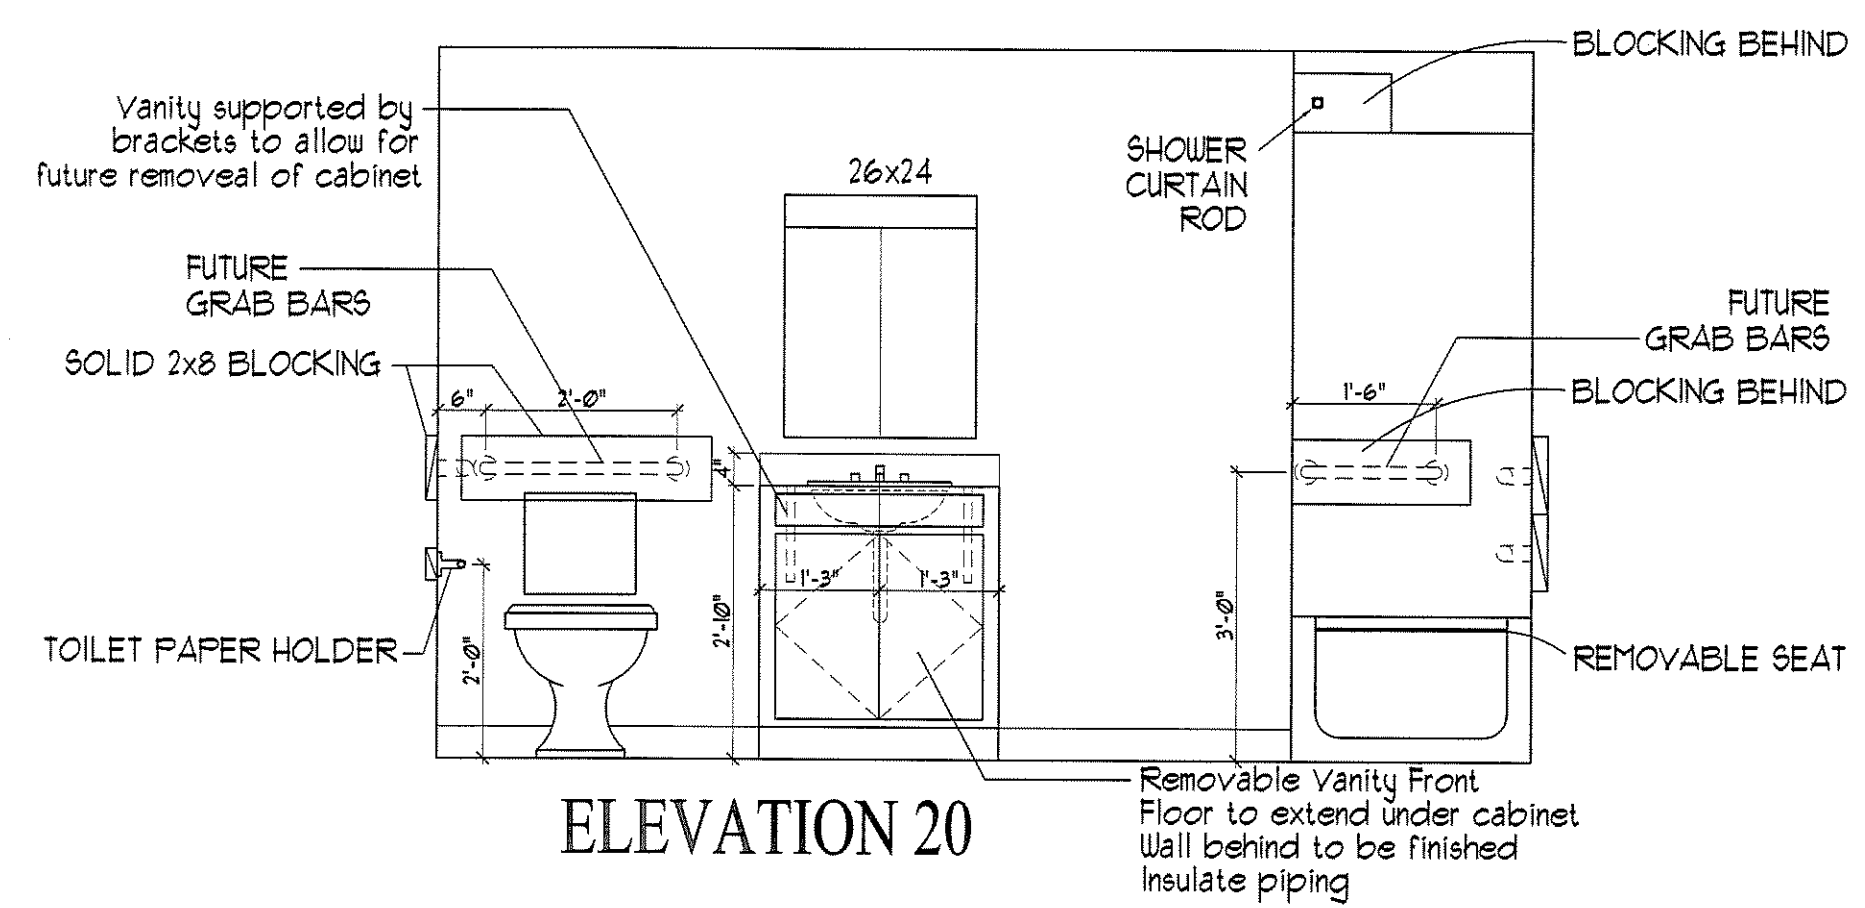 BLOCKING BEHIND
Vanity supported by
brackets to allow for
future removeal of cabinet
SHOWER
CURTAIN
ROD
26x24
FUTURE
GRAB BARS
FUTURE
GRAB BARS
SOLID 2x8 BLOCKING
6"
2'-0"
1'-6"
BLOCKING BEHIND
4"
1'-3"
1'-3"
2'-10"
3'-0"
TOILET PAPER HOLDER
2'-0"
REMOVABLE SEAT
Removable Vanity Front
Floor to extend under cabinet
Wall behind to be finished
Insulate piping
ELEVATION 20